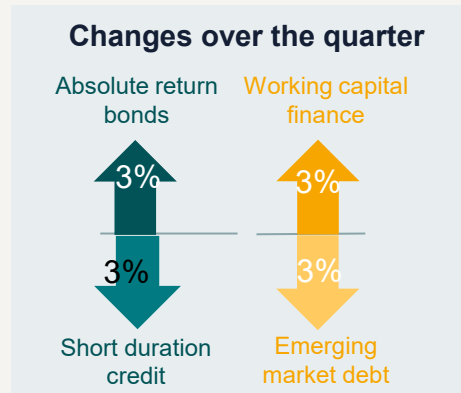 Changes over the quarter
Absolute return
bonds
Working capital
finance
3%
3%
3%
3%
Short duration
credit
Emerging
market debt